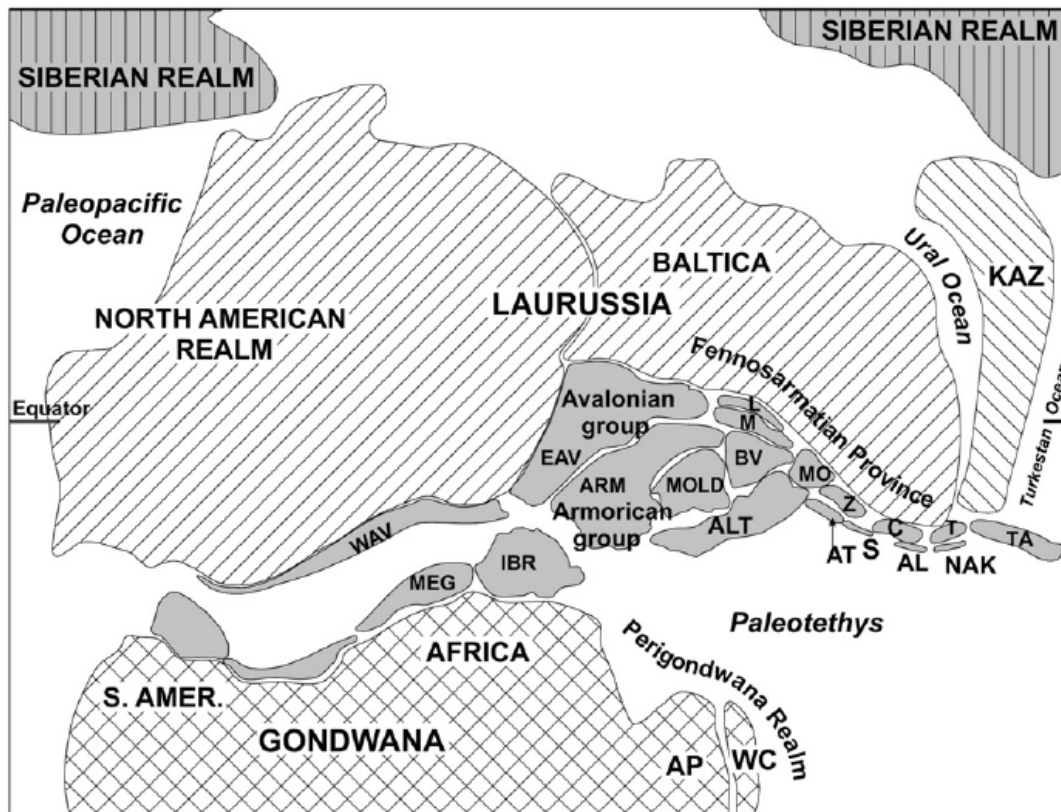 SIBERIAN REALM
SIBERIAN REALM
Paleopacific
Ocean
Ural Ocean
KAZ
BALTICA
LAURUSSIA
NORTH AMERICAN
REALM
Fennosarmatian Province
Equator
Turkestan Ocean
Avalonian
group
L
M
EAV
BV
ARM
MOLD
MO
Armorican
group
ALT
Z
WAV
AT
S
C
AL
T
NAK
TA
IBR
MEG
Paleotethys
AFRICA
Perigondwana Realm
S. AMER.
GONDWANA
AP
WC